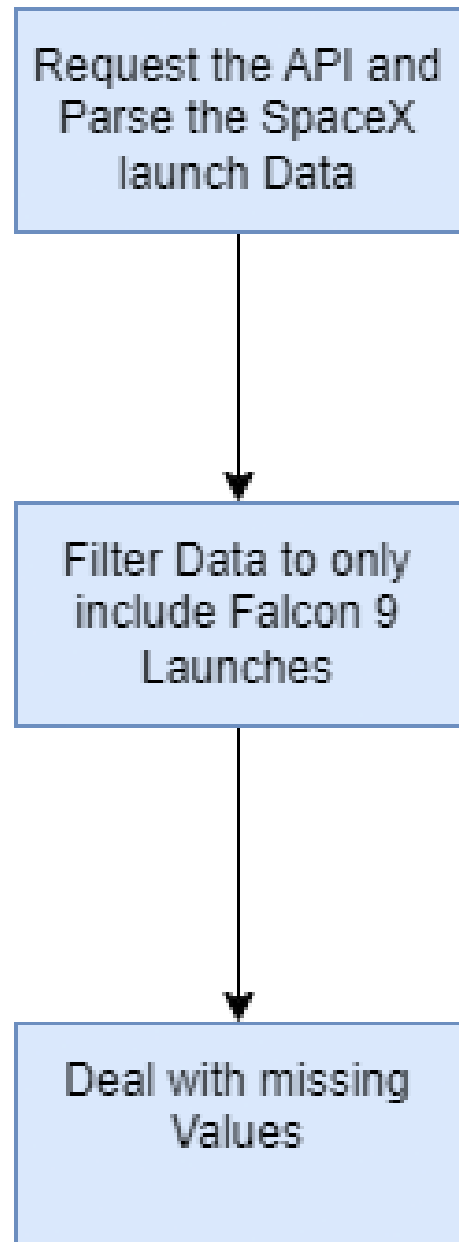 Request the API and
Parse the SpaceX
launch Data
Filter Data to only
include Falcon 9
Launches
Deal with missing
Values